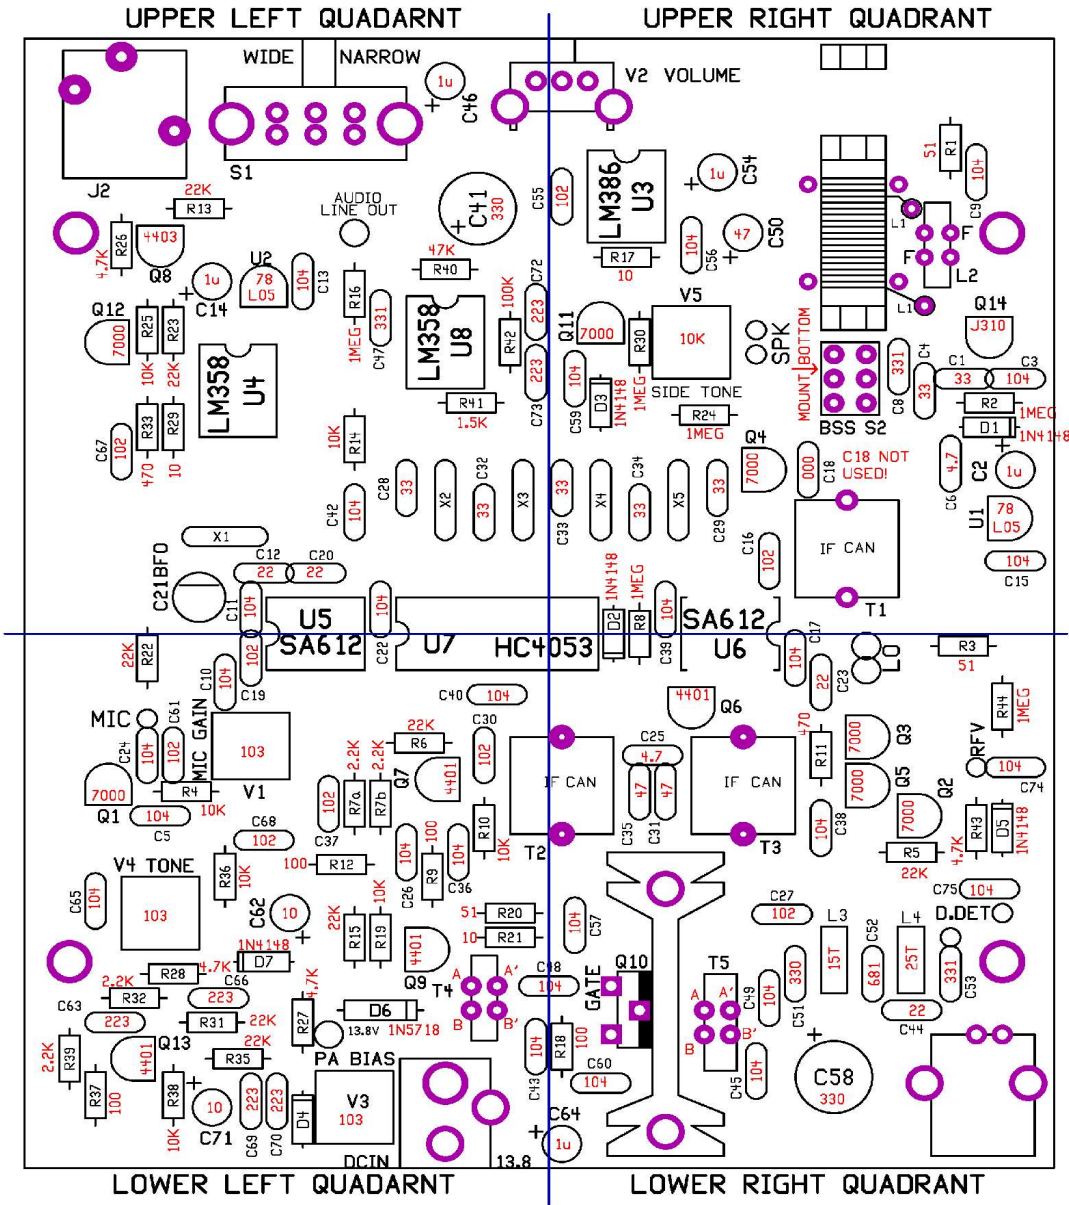 UPPER LEFT QUADARNT
UPPER RIGHT QUADRANT
WIDE NARROW
S1
J2
1u
C46
V2 VOLUME
22K
R13
R26
4.7K
4403
Q8
AUDIO
LINE OUT
C41
330
C55
102
LM386
U3
1u
C54
104
C56
47
C50
R17
10
51
R1
104
C9
L1
F
F
L2
L1
U2
78
L05
104
C13
1u
C14
Q12
7000
R25
10K
R23
22K
LM358
U4
C67
102
R33
470
R29
10
R16
1MEG
331
C47
47K
R40
LM358
U8
100K
R42
C72
223
223
C73
R41
1.5K
10K
R14
Q11
7000
R30
1MEG
104
C59
D3
1N4148
V5
10K
SIDE TONE
R24
1MEG
SPK
MOUNT BOTTOM
BSS S2
331
C8
C4
33
Q14
J310
C1
33
C3
104
R2
1MEG
D1
1N4148
4.7
C6
C2
1u
U1
78
L05
104
C15
Q4
7000
000
C18
C18 NOT
USED!
C42
104
C28
33
X2
C32
33
X3
33
C33
X4
C34
33
X5
33
C29
C16
102
IF CAN
T1
X1
C21BFO
C12
22
C20
22
C11
104
U5
SA612
104
C22
U7
HC4053
D2
1N4148
R8
1MEG
104
C39
SA612
U6
22K
R22
C10
104
102
C19
C17
104
22
C23
LO
R3
51
MIC
C24
104
C61
102
MIC GAIN
103
V1
Q1
7000
R4
10K
104
C5
C40
104
4401
Q6
22K
R6
C30
102
Q7
4401
2.2K
R7a
2.2K
R7b
102
C37
R10
10K
IF CAN
T2
C25
4.7
47
C35
47
C31
IF CAN
T3
470
R11
7000
Q3
7000
Q5
7000
Q2
104
C38
R5
22K
R44
1MEG
RFV
104
C74
R43
4.7K
D5
1N4148
C68
102
V4 TONE
103
C65
104
R36
10K
100
R12
104
C26
100
R9
104
C36
C62
10
1N4148
D7
22K
R15
R19
10K
4401
Q9
51
R20
10
R21
104
C57
C27
102
L3
15T
C52
681
L4
25T
C75
104
D.DET
331
C53
R28
4.7K
2.2K
R32
C66
223
C63
223
R31
22K
4.7K
R27
13.8V
D6
1N5718
T4
A
A'
B
B'
C48
104
GATE
Q10
T5
A
A'
B
B'
C49
104
330
C51
22
C44
2.2K
R39
4401
Q13
22K
R35
R37
100
R38
10K
10
C71
223
C69
223
C70
D4
PA BIAS
V3
103
DCIN
13.8
104
C43
R18
100
104
C60
C64
1u
C45
104
C58
330
LOWER LEFT QUADARNT
LOWER RIGHT QUADRANT